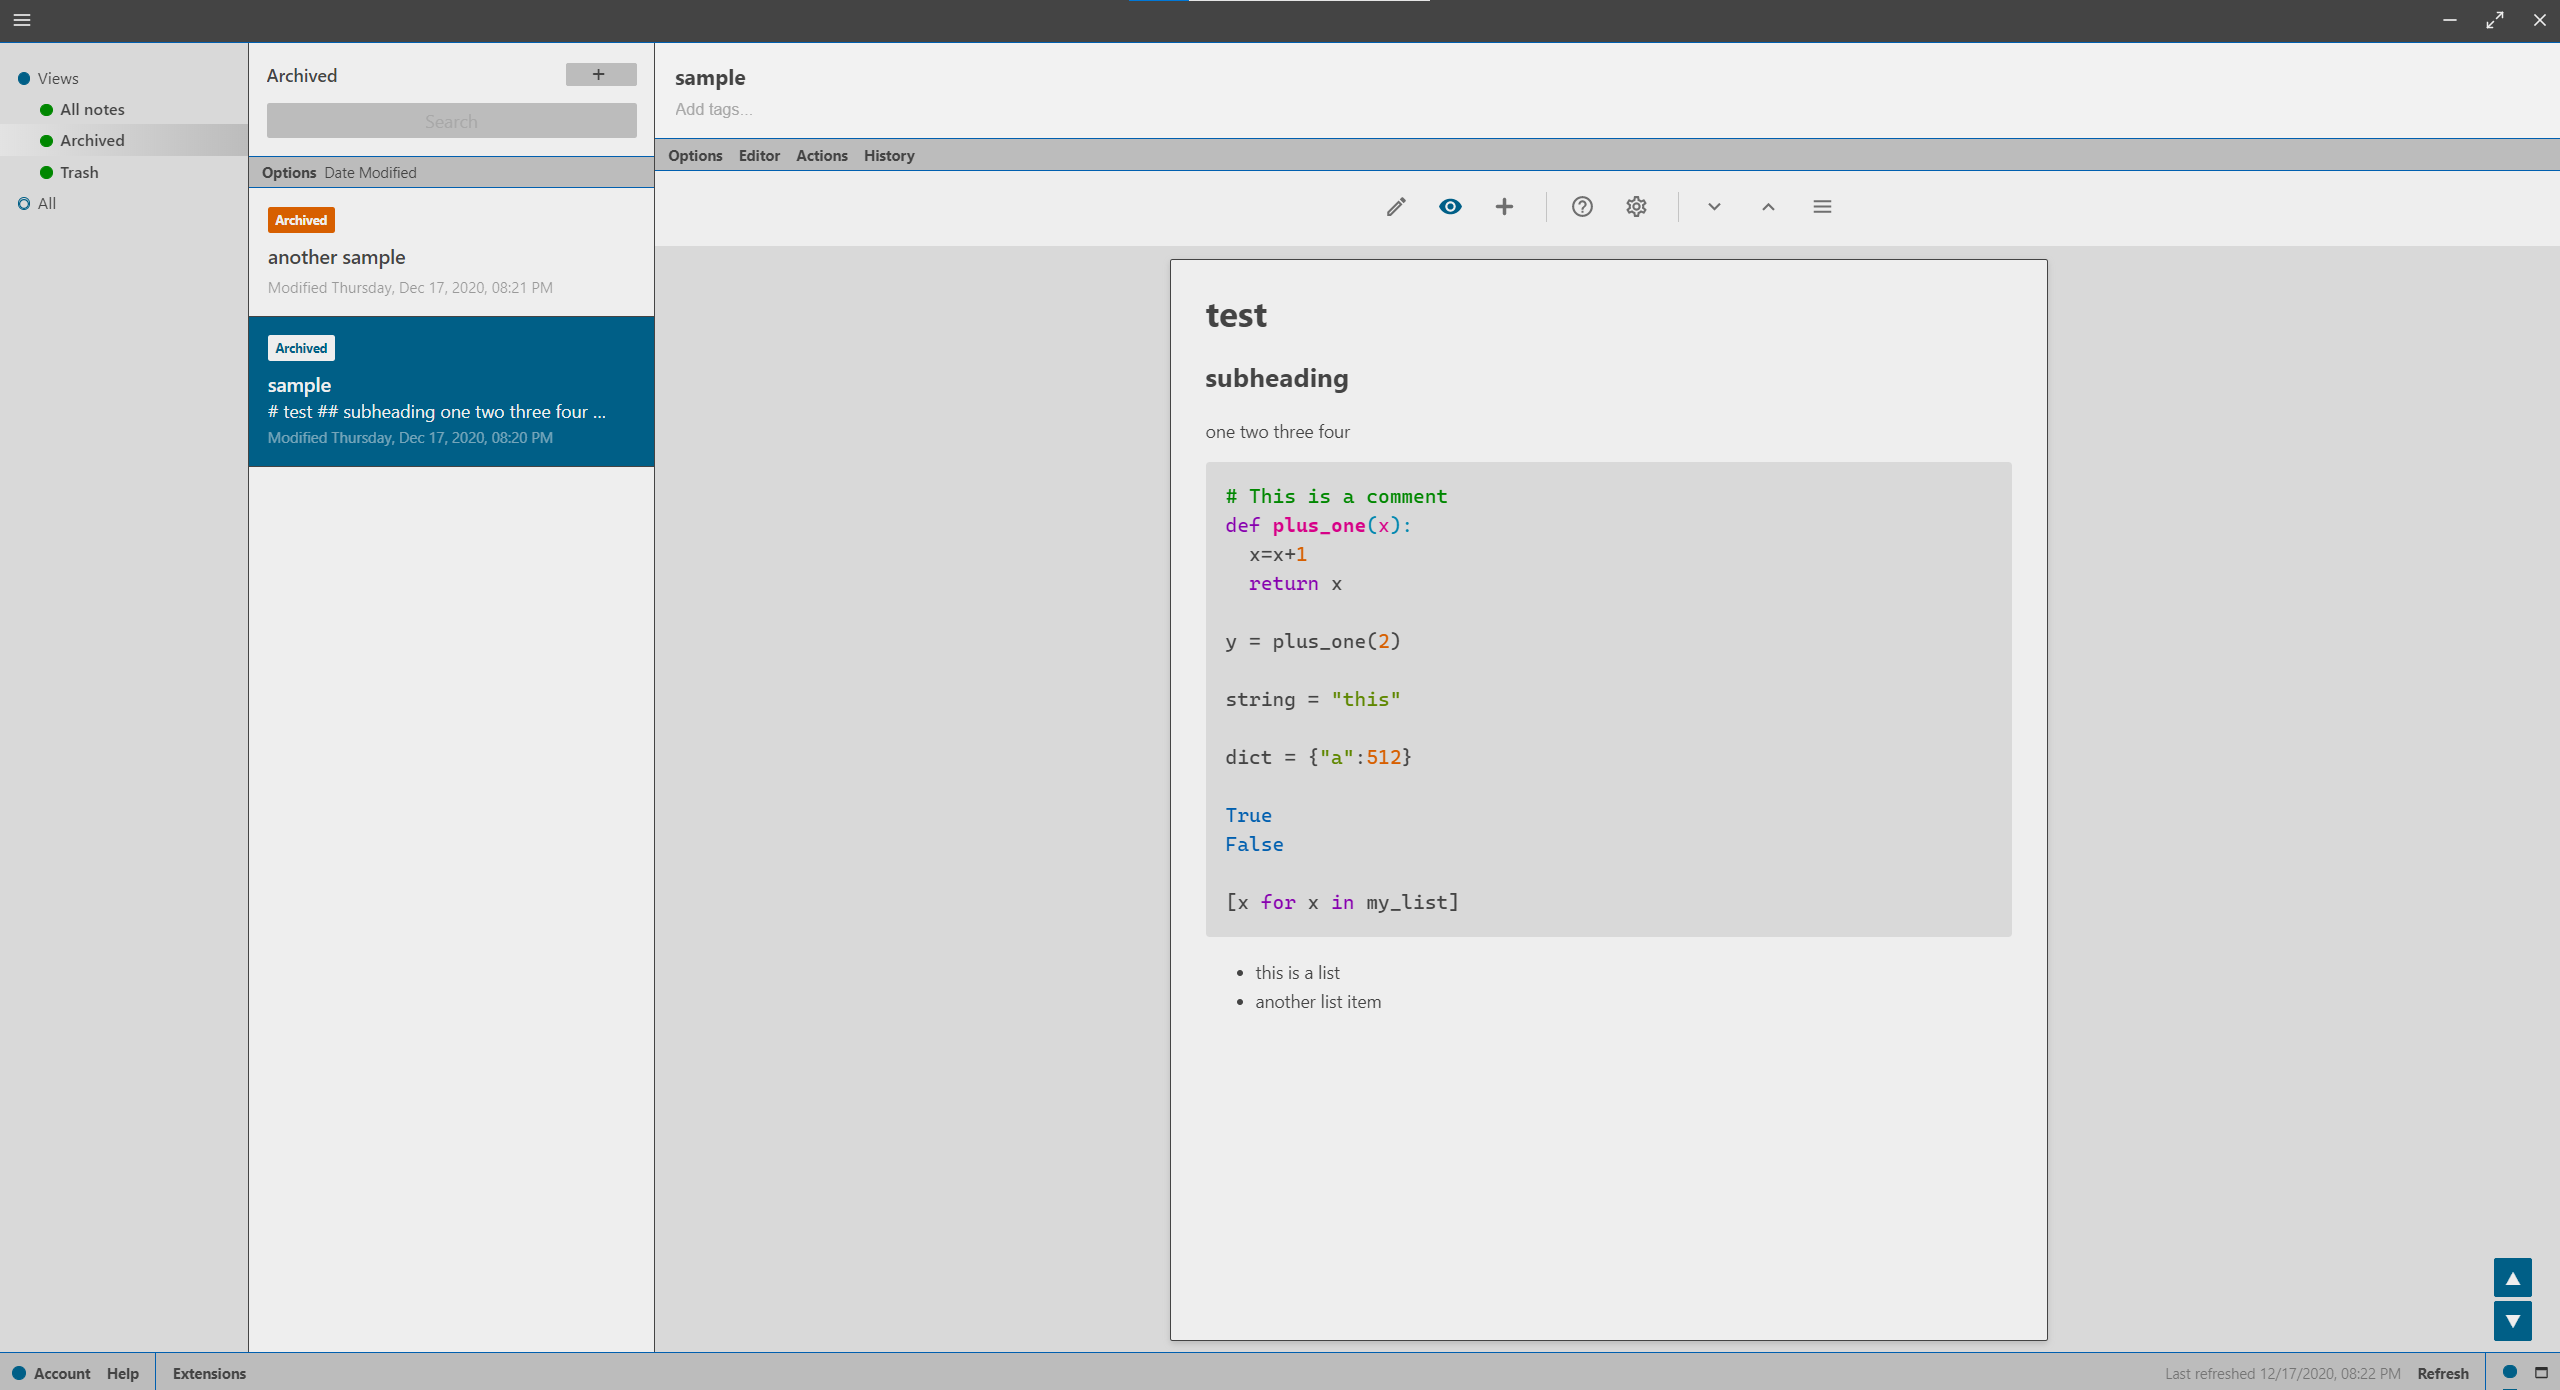 Views
All notes
Archived
Trash
All
Archived
+
Search
Options Date Modified
Archived
another sample
Modified Thursday, Dec 17, 2020, 08:21 PM
Archived
sample
# test ## subheading one two three four ...
Modified Thursday, Dec 17, 2020, 08:20 PM
sample
Add tags...
Options Editor Actions History
test
subheading
one two three four
# This is a comment
def plus_one(x):
  x=x+1
  return x
y = plus_one(2)
string = "this"
dict = {"a":512}
True
False
[x for x in my_list]
• this is a list
• another list item
Account Help Extensions
Last refreshed 12/17/2020, 08:22 PM Refresh